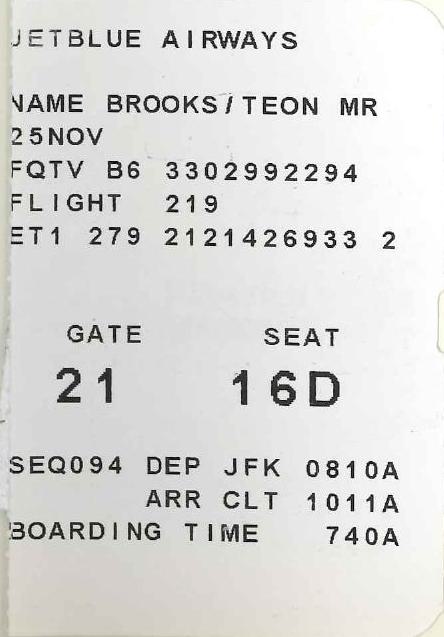 JETBLUE AIRWAYS
NAME BROOKS/TEON MR
25NOV
FQTV B6 3302992294
FLIGHT 219
ET1 279 2121426933 2
GATE SEAT
21 16D
SEQ094 DEP JFK 0810A
ARR CLT 1011A
BOARDING TIME 740A